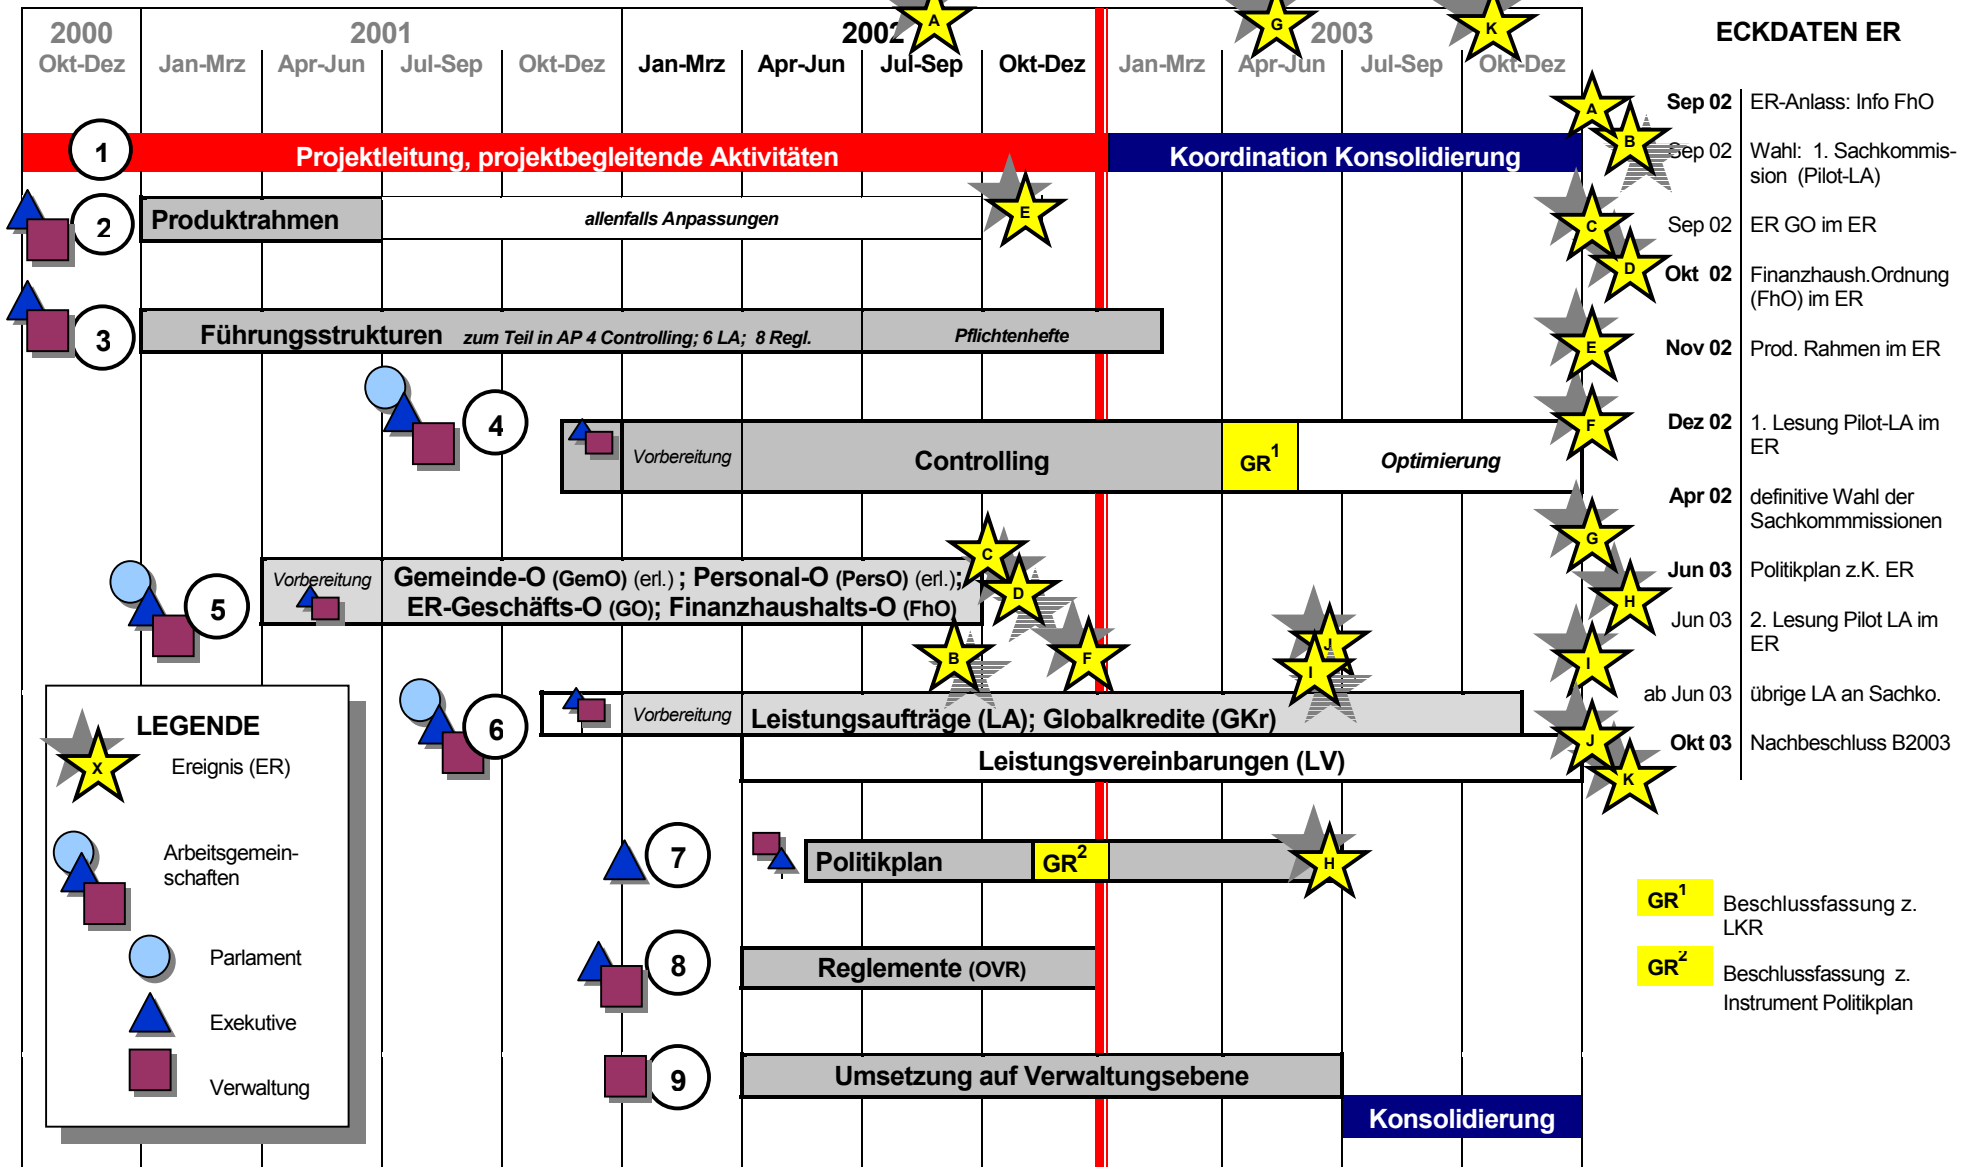 2000
2001
2002
2003
ECKDATEN ER
Okt-Dez
Jan-Mrz
Apr-Jun
Jul-Sep
Okt-Dez
Jan-Mrz
Apr-Jun
Jul-Sep
Okt-Dez
Jan-Mrz
Apr-Jun
Jul-Sep
Okt-Dez
A
G
K
1
Projektleitung, projektbegleitende Aktivitäten
Koordination Konsolidierung
2
Produktrahmen
allenfalls Anpassungen
E
3
Führungsstrukturen zum Teil in AP 4 Controlling; 6 LA; 8 Regl.
Pflichtenhefte
4
Vorbereitung
Controlling
GR1
Optimierung
5
Vorbereitung
Gemeinde-O (GemO) (erl.) ; Personal-O (PersO) (erl.);
ER-Geschäfts-O (GO); Finanzhaushalts-O (FhO)
C
D
B
F
J
I
6
Vorbereitung
Leistungsaufträge (LA); Globalkredite (GKr)
Leistungsvereinbarungen (LV)
7
Politikplan
GR2
H
8
Reglemente (OVR)
9
Umsetzung auf Verwaltungsebene
Konsolidierung
LEGENDE
X
Ereignis (ER)
Arbeitsgemein-
schaften
Parlament
Exekutive
Verwaltung
A
Sep 02
ER-Anlass: Info FhO
B
Sep 02
Wahl: 1. Sachkommis-
sion (Pilot-LA)
C
Sep 02
ER GO im ER
D
Okt 02
Finanzhaush.Ordnung
(FhO) im ER
E
Nov 02
Prod. Rahmen im ER
F
Dez 02
1. Lesung Pilot-LA im
ER
G
Apr 02
definitive Wahl der
Sachkommmissionen
H
Jun 03
Politikplan z.K. ER
I
Jun 03
2. Lesung Pilot LA im
ER
J
ab Jun 03
übrige LA an Sachko.
K
Okt 03
Nachbeschluss B2003
GR1
Beschlussfassung z.
LKR
GR2
Beschlussfassung z.
Instrument Politikplan